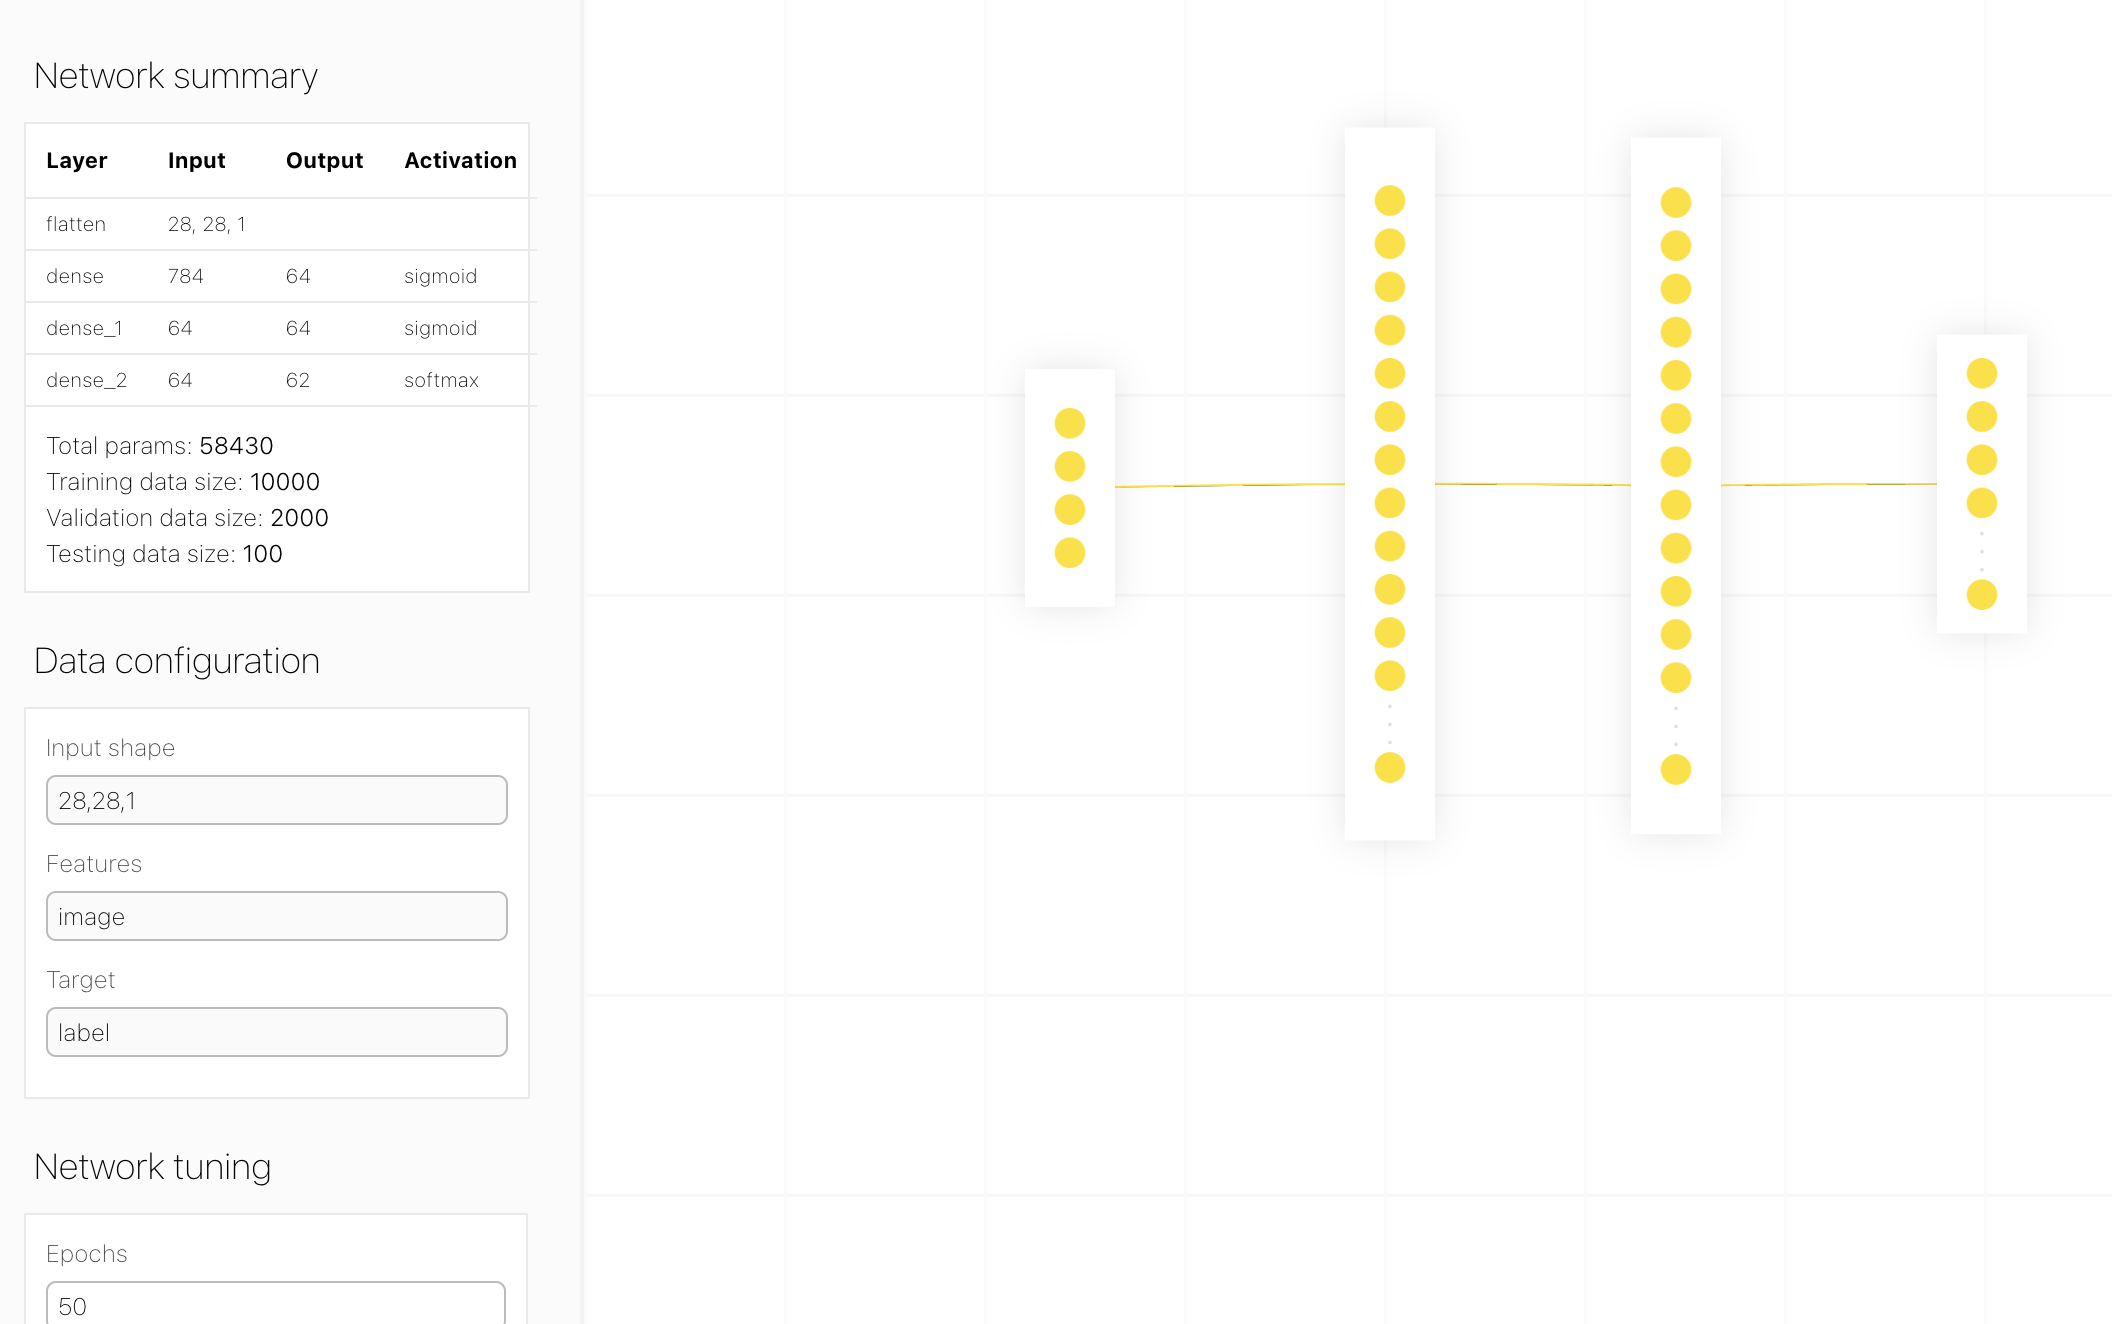 Network summary
Layer Input Output Activation
flatten 28, 28, 1
dense 784 64 sigmoid
dense_1 64 64 sigmoid
dense_2 64 62 softmax
Total params: 58430
Training data size: 10000
Validation data size: 2000
Testing data size: 100
Data configuration
Input shape
28,28,1
Features
image
Target
label
Network tuning
Epochs
50